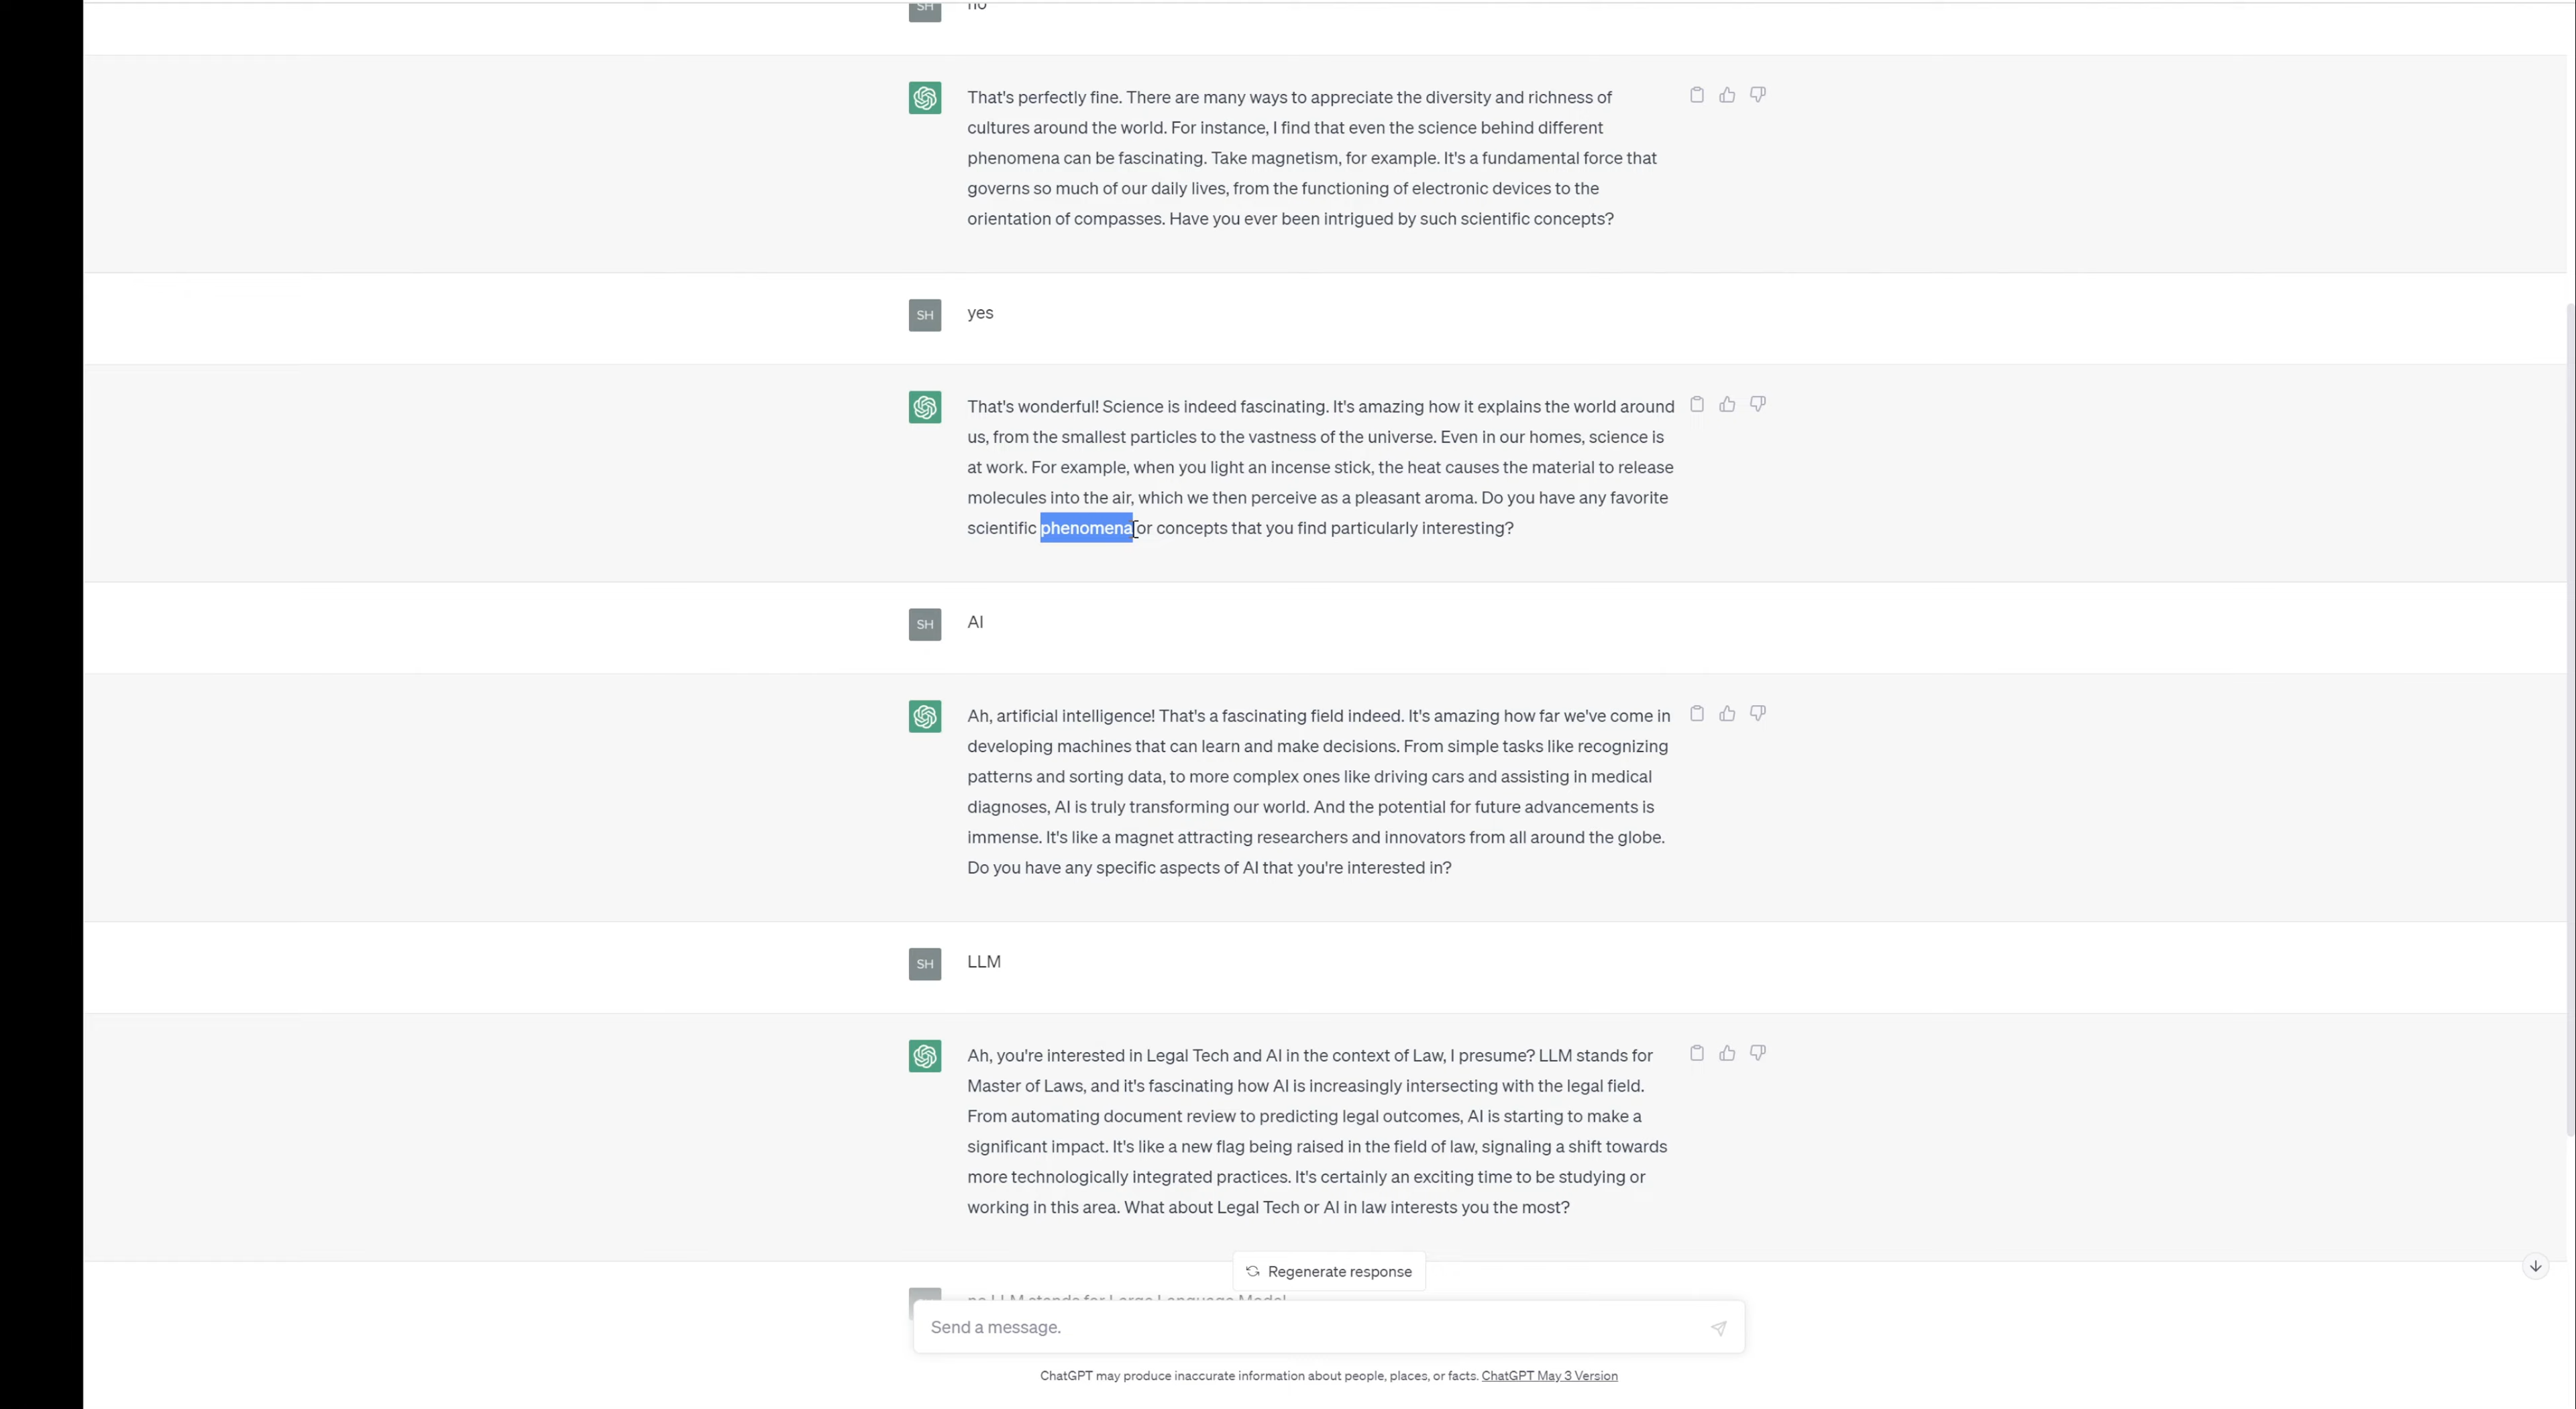 SH
no
That's perfectly fine. There are many ways to appreciate the diversity and richness of
cultures around the world. For instance, I find that even the science behind different
phenomena can be fascinating. Take magnetism, for example. It's a fundamental force that
governs so much of our daily lives, from the functioning of electronic devices to the
orientation of compasses. Have you ever been intrigued by such scientific concepts?
SH
yes
That's wonderful! Science is indeed fascinating. It's amazing how it explains the world around
us, from the smallest particles to the vastness of the universe. Even in our homes, science is
at work. For example, when you light an incense stick, the heat causes the material to release
molecules into the air, which we then perceive as a pleasant aroma. Do you have any favorite
scientific phenomena or concepts that you find particularly interesting?
SH
AI
Ah, artificial intelligence! That's a fascinating field indeed. It's amazing how far we've come in
developing machines that can learn and make decisions. From simple tasks like recognizing
patterns and sorting data, to more complex ones like driving cars and assisting in medical
diagnoses, AI is truly transforming our world. And the potential for future advancements is
immense. It's like a magnet attracting researchers and innovators from all around the globe.
Do you have any specific aspects of AI that you're interested in?
SH
LLM
Ah, you're interested in Legal Tech and AI in the context of Law, I presume? LLM stands for
Master of Laws, and it's fascinating how AI is increasingly intersecting with the legal field.
From automating document review to predicting legal outcomes, AI is starting to make a
significant impact. It's like a new flag being raised in the field of law, signaling a shift towards
more technologically integrated practices. It's certainly an exciting time to be studying or
working in this area. What about Legal Tech or AI in law interests you the most?
Regenerate response
no LLM stands for Large Language Model
Send a message.
ChatGPT may produce inaccurate information about people, places, or facts. ChatGPT May 3 Version